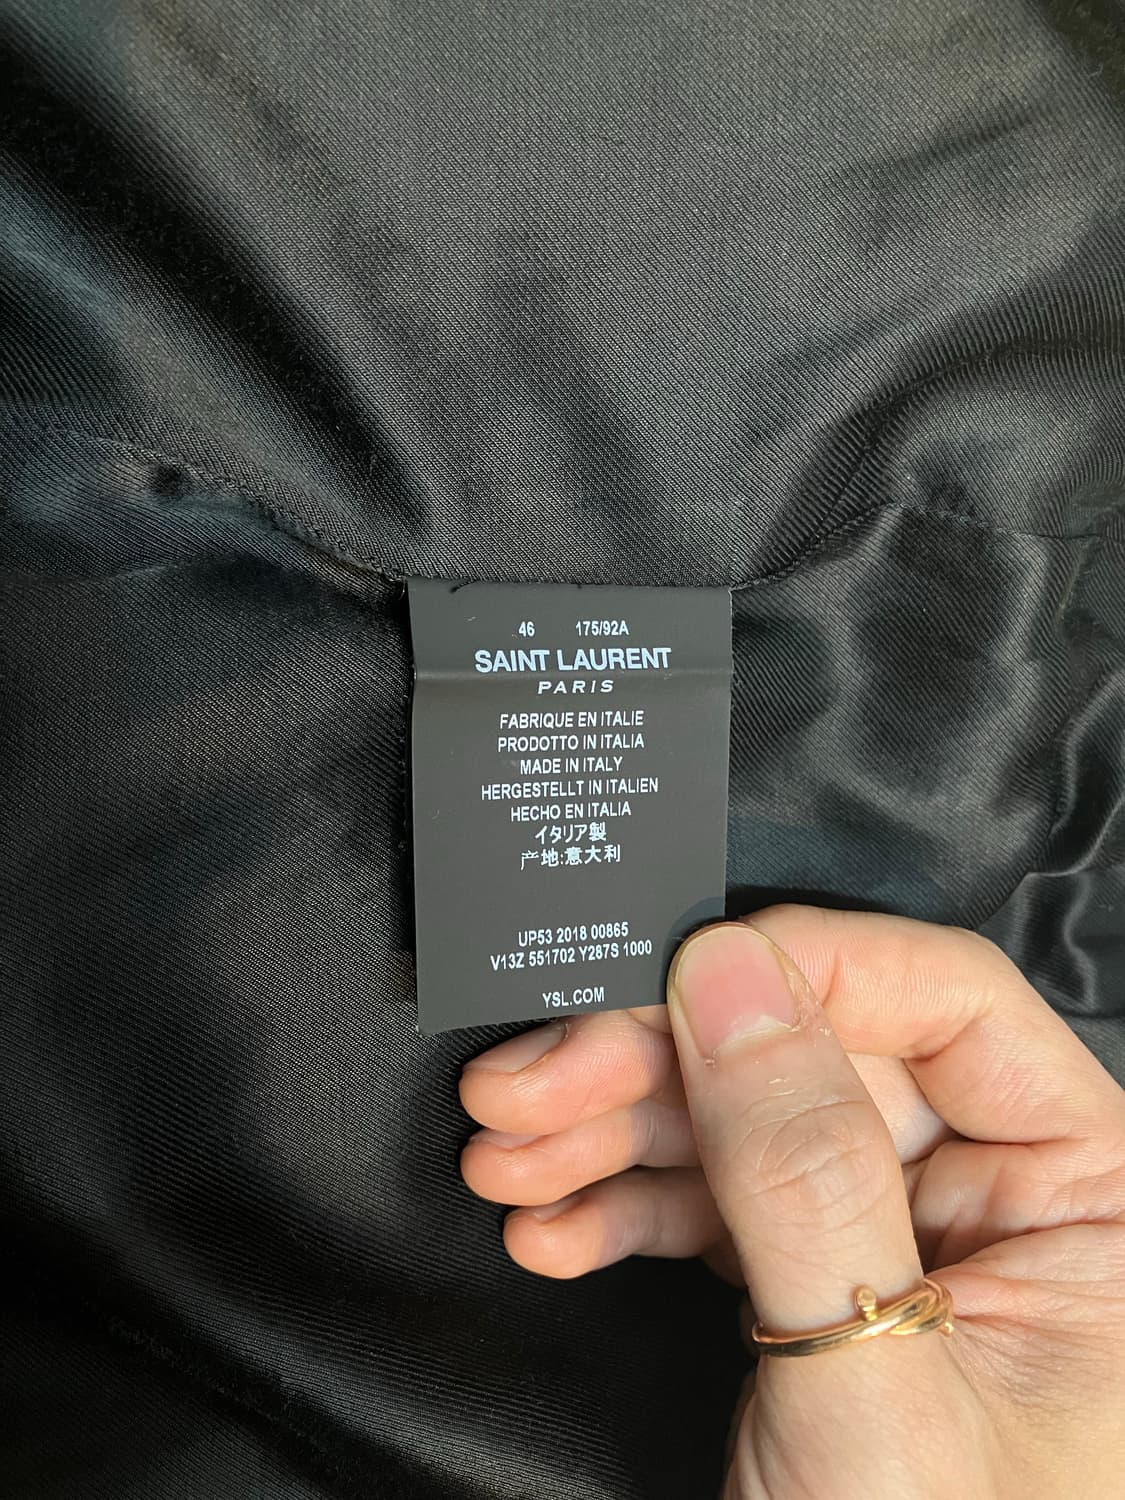 46 175/92A
SAINT LAURENT
PARIS
FABRIQUE EN ITALIE
PRODOTTO IN ITALIA
MADE IN ITALY
HERGESTELLT IN ITALIEN
HECHO EN ITALIA
イタリア製
产地:意大利
UP53 2018 00865
V13Z 551702 Y287S 1000
YSL.COM